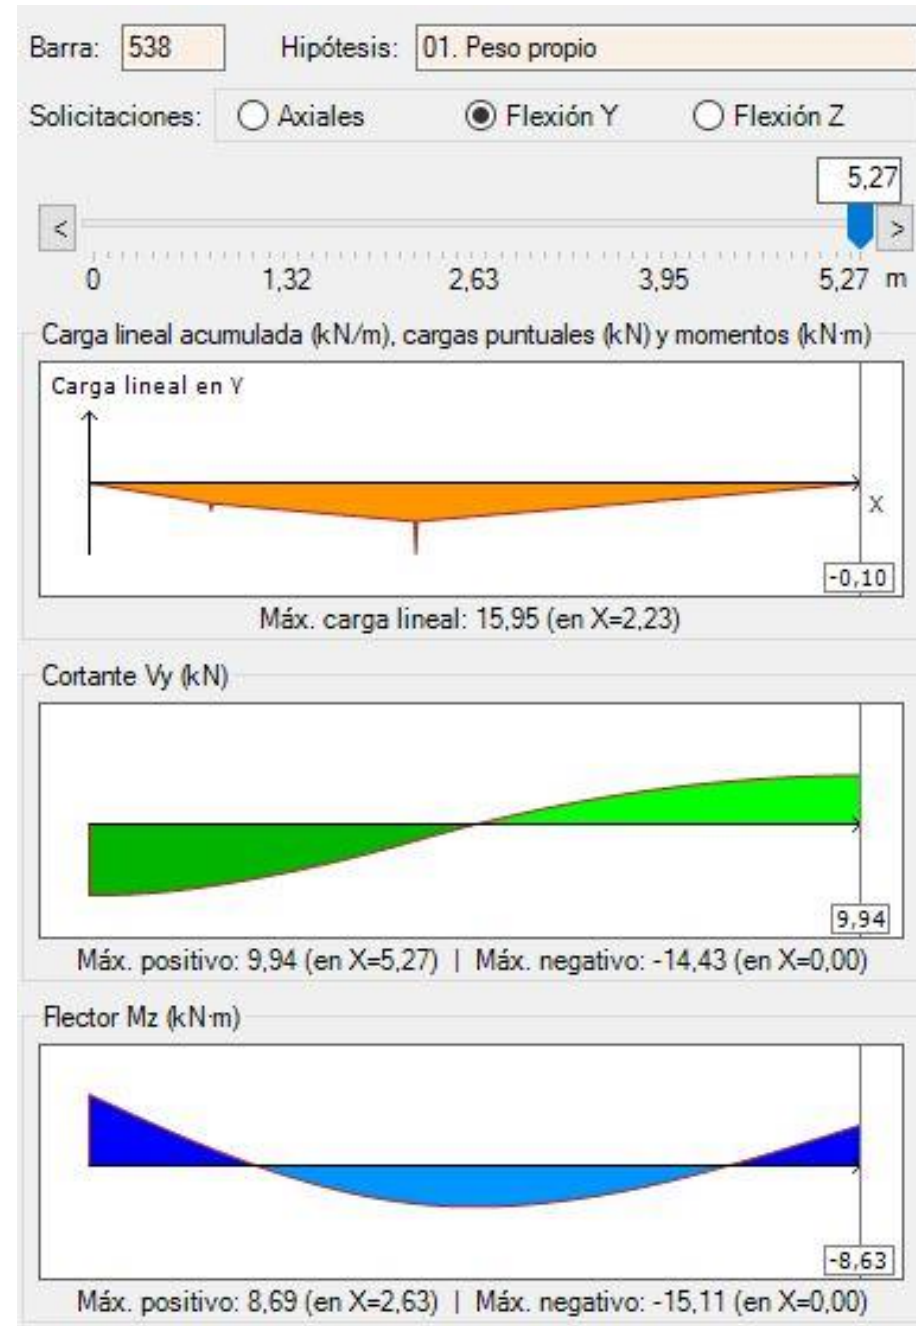 Barra: 538 Hipótesis: 01. Peso propio
Solicitaciones: Axiales Flexión Y Flexión Z
5,27
< >
0 1,32 2,63 3,95 5,27 m
Carga lineal acumulada (kN/m), cargas puntuales (kN) y momentos (kN·m)
Carga lineal en Y
X
-0,10
Máx. carga lineal: 15,95 (en X=2,23)
Cortante Vy (kN)
9,94
Máx. positivo: 9,94 (en X=5,27) | Máx. negativo: -14,43 (en X=0,00)
Flector Mz (kN·m)
-8,63
Máx. positivo: 8,69 (en X=2,63) | Máx. negativo: -15,11 (en X=0,00)